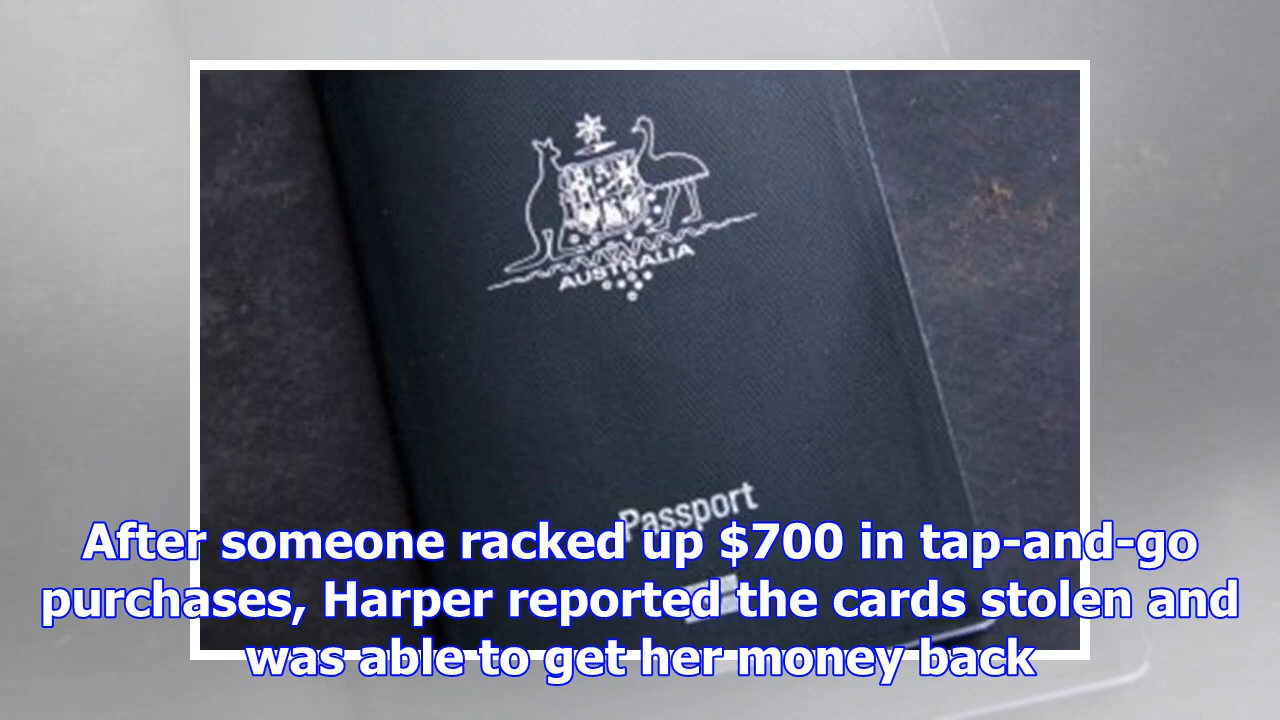 AUSTRALIA
Passport
After someone racked up $700 in tap-and-go
purchases, Harper reported the cards stolen and
was able to get her money back